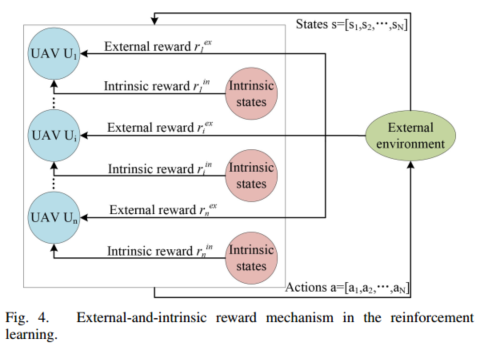 States s=[s₁,s₂,⋯,s_N]
UAV U₁
External reward r₁ᵉˣ
Intrinsic reward r₁ⁱⁿ
Intrinsic
states
UAV Uᵢ
External reward rᵢᵉˣ
External
environment
Intrinsic reward rᵢⁱⁿ
Intrinsic
states
UAV Uₙ
External reward rₙᵉˣ
Intrinsic reward rₙⁱⁿ
Intrinsic
states
Actions a=[a₁,a₂,⋯,a_N]
Fig. 4. External-and-intrinsic reward mechanism in the reinforcement
learning.